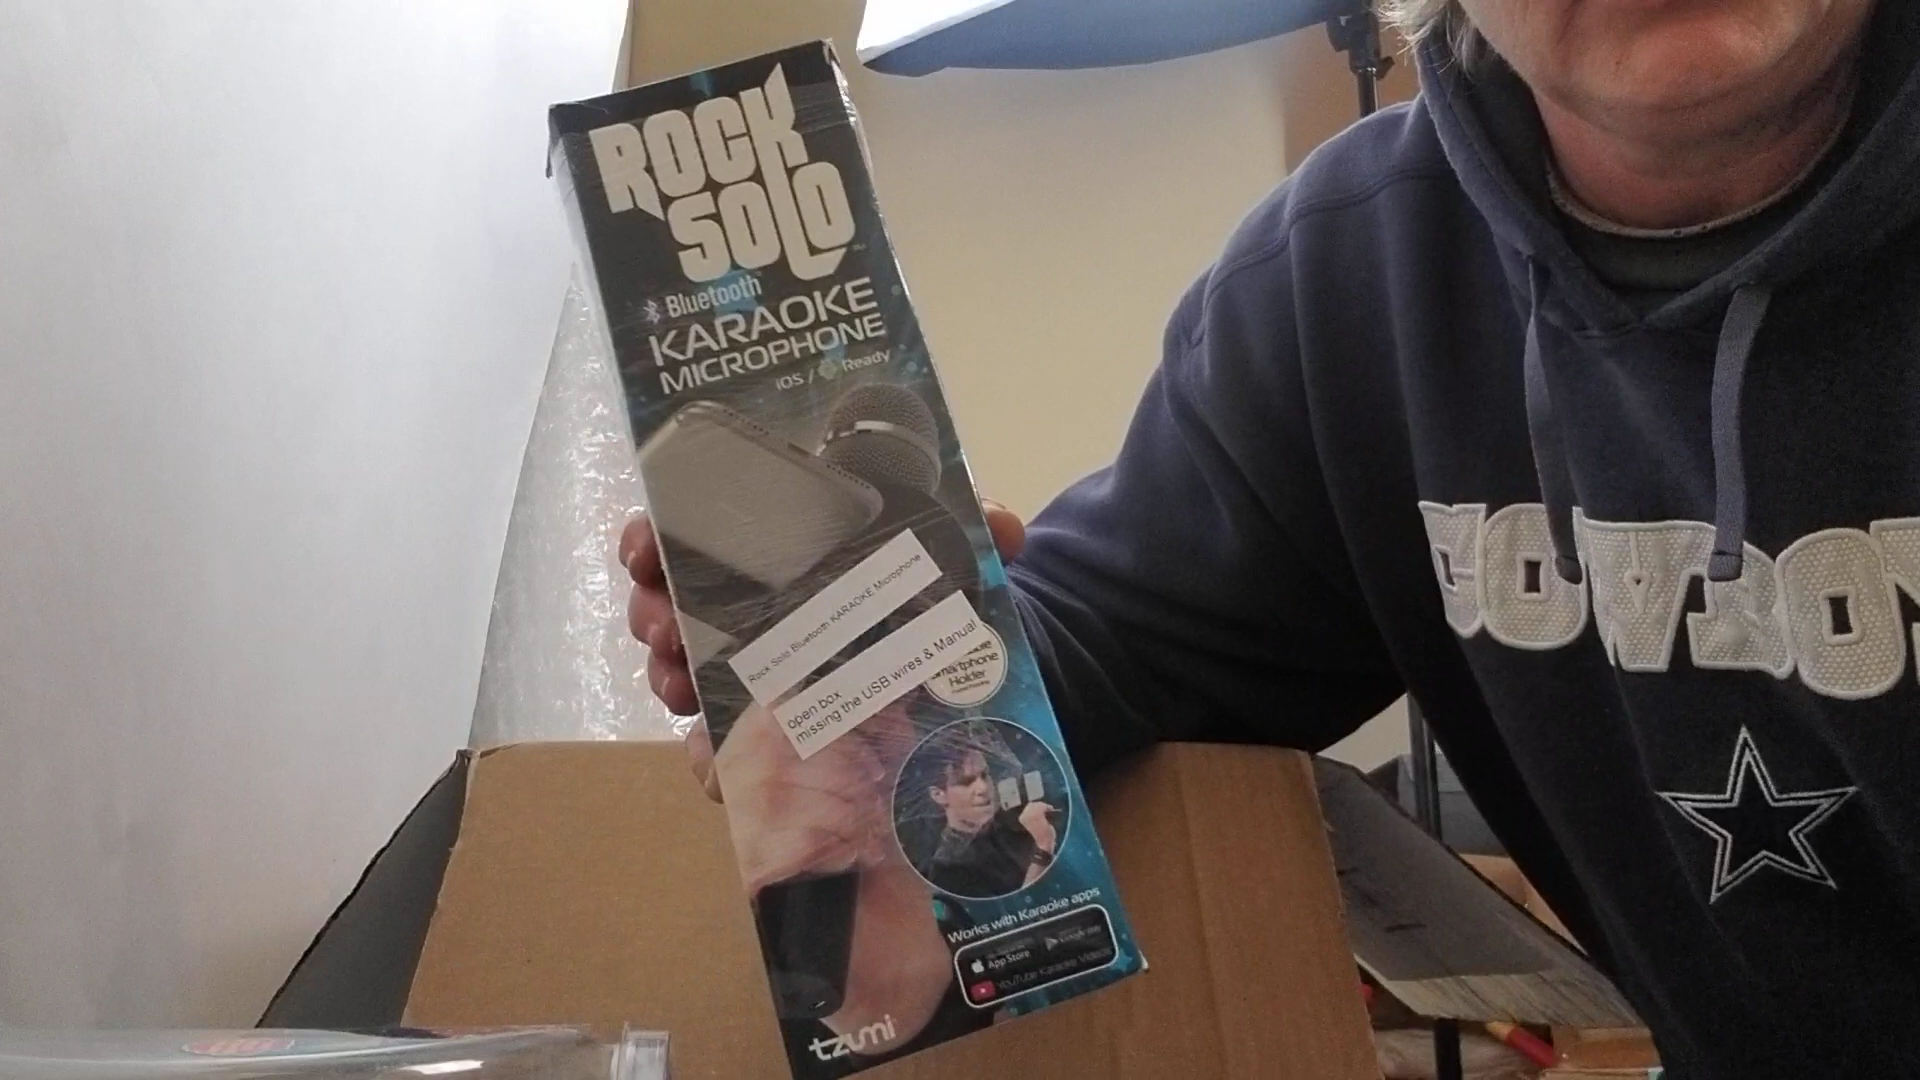 ROCK
SOLO
Bluetooth
KARAOKE
MICROPHONE
iOS / Ready
Rock Solo Bluetooth KARAOKE Microphone
open box
missing the USB wires & Manual
Smartphone
Holder
Works with Karaoke apps
App Store
Google play
YouTube Karaoke Videos
tzumi
COWBO